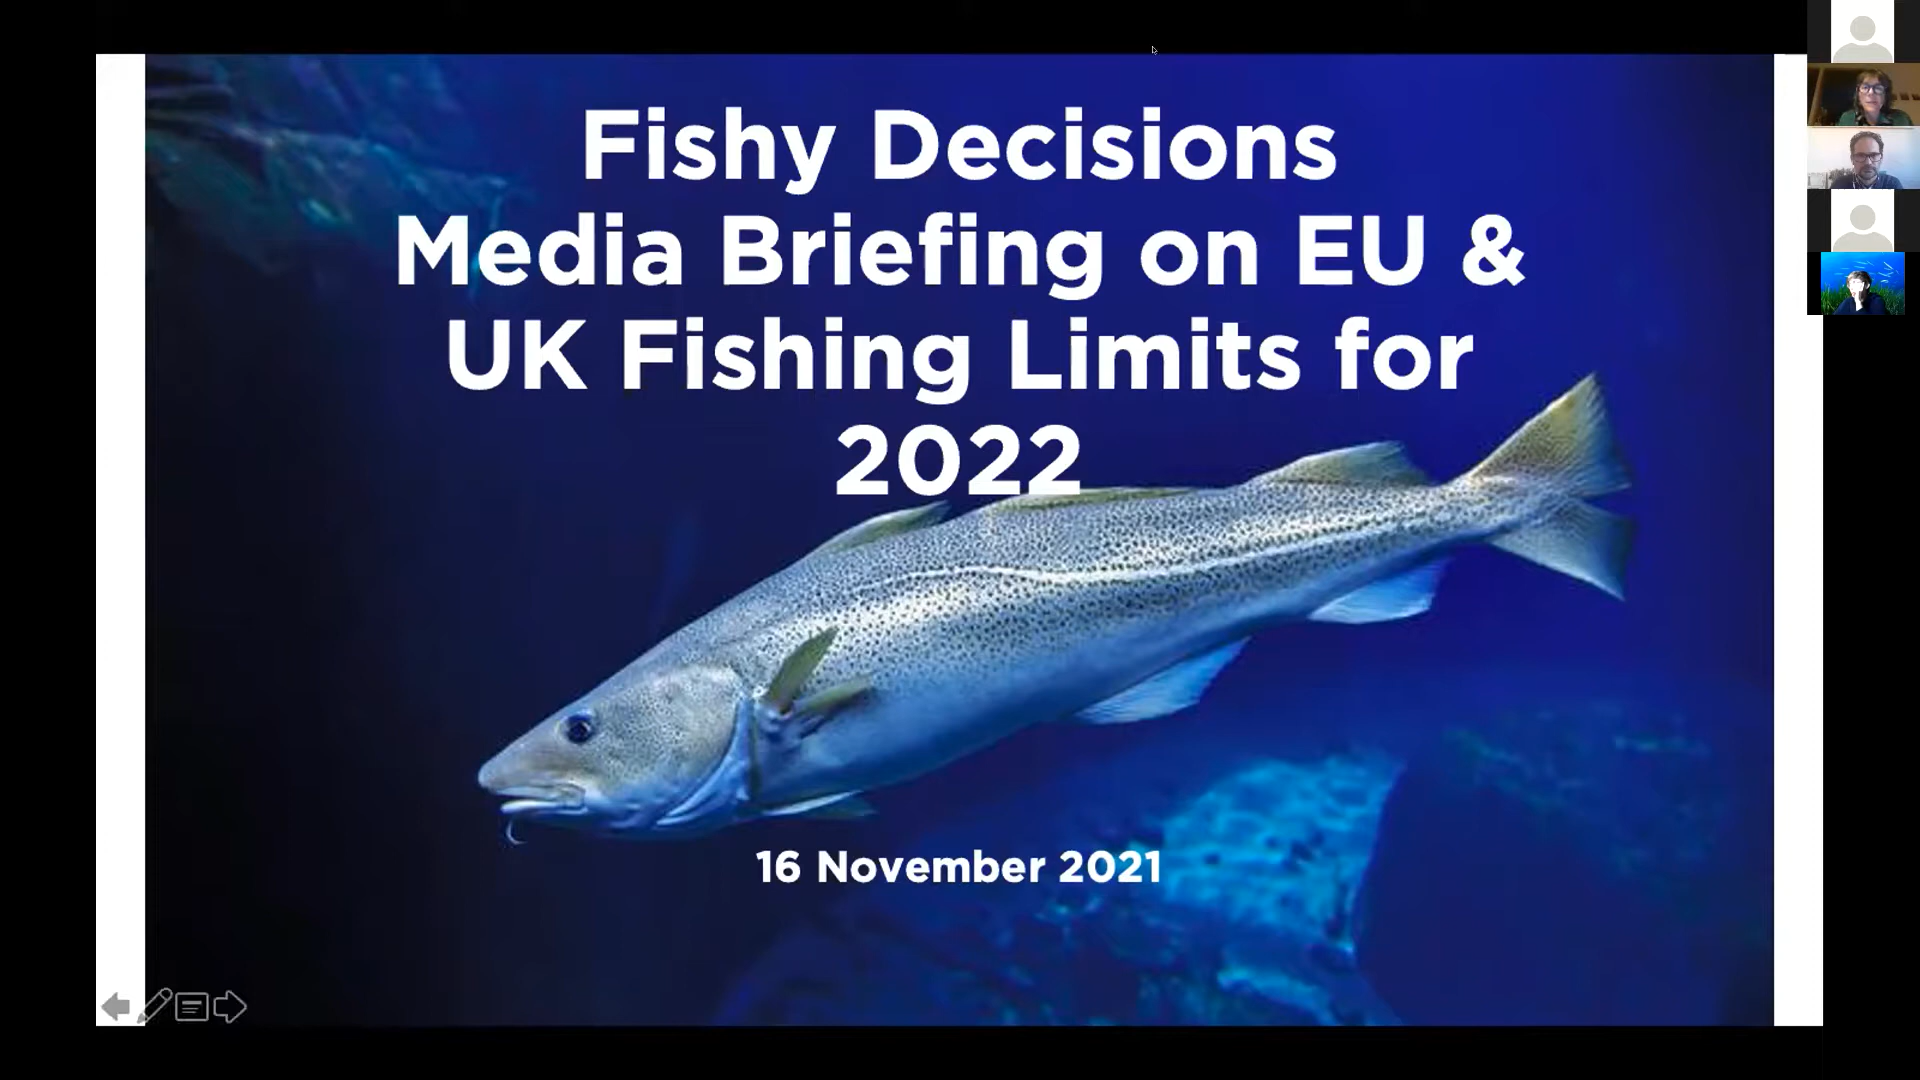 Fishy Decisions
Media Briefing on EU &
UK Fishing Limits for
2022
16 November 2021